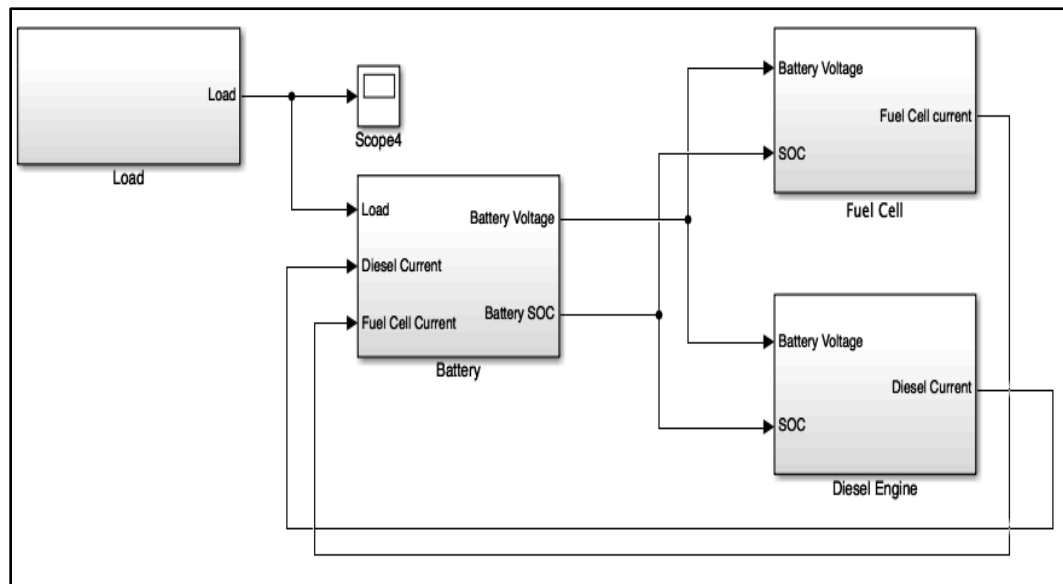 Load
Load
Scope4
Load
Diesel Current
Fuel Cell Current
Battery Voltage
Battery SOC
Battery
Battery Voltage
SOC
Fuel Cell current
Fuel Cell
Battery Voltage
SOC
Diesel Current
Diesel Engine